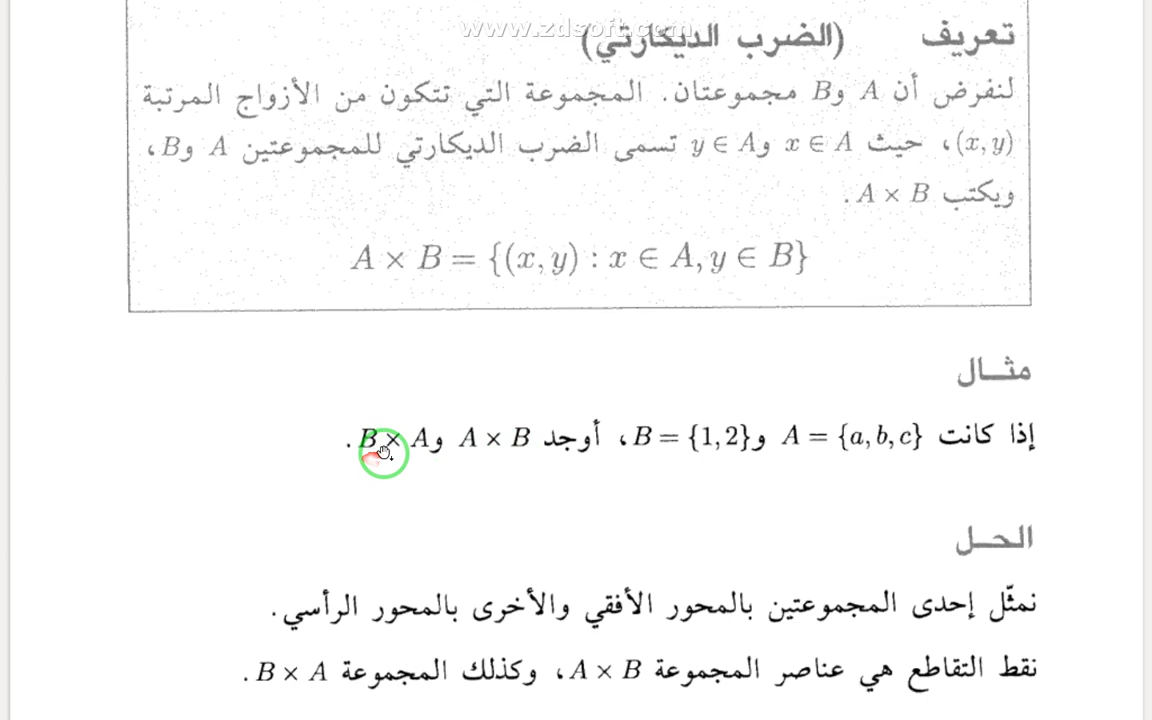 www.zdsoft.com
تعريف (الضرب الديكارتي)
لنفرض أن A وB مجموعتان. المجموعة التي تتكون من الأزواج المرتبة
(x, y)، حيث x ∈ A وy ∈ A تسمى الضرب الديكارتي للمجموعتين A وB،
ويكتب A × B.
A × B = {(x, y) : x ∈ A, y ∈ B}
مثـال
إذا كانت A = {a, b, c} وB = {1, 2}، أوجد A × B وB × A.
الحـل
نمثّل إحدى المجموعتين بالمحور الأفقي والأخرى بالمحور الرأسي.
نقط التقاطع هي عناصر المجموعة A × B، وكذلك المجموعة B × A.